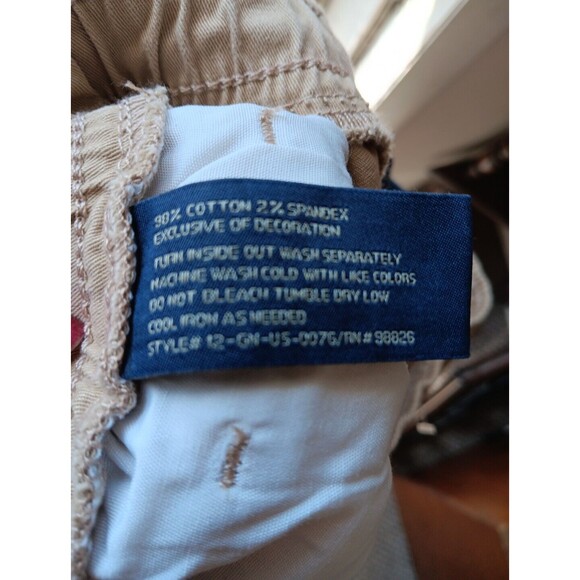 98% COTTON 2% SPANDEX
EXCLUSIVE OF DECORATION
TURN INSIDE OUT WASH SEPARATELY
MACHINE WASH COLD WITH LIKE COLORS
DO NOT BLEACH TUMBLE DRY LOW
COOL IRON AS NEEDED
STYLE# 12-GN-US-0076/RN# 98826